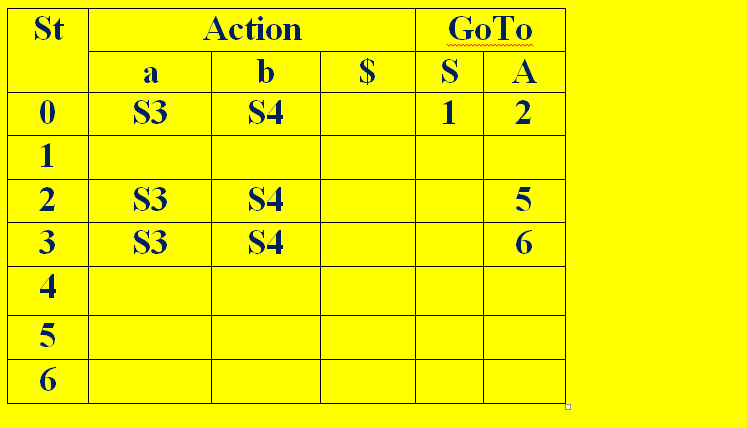 St Action GoTo
a b $ S A
0 S3 S4 1 2
1
2 S3 S4 5
3 S3 S4 6
4
5
6